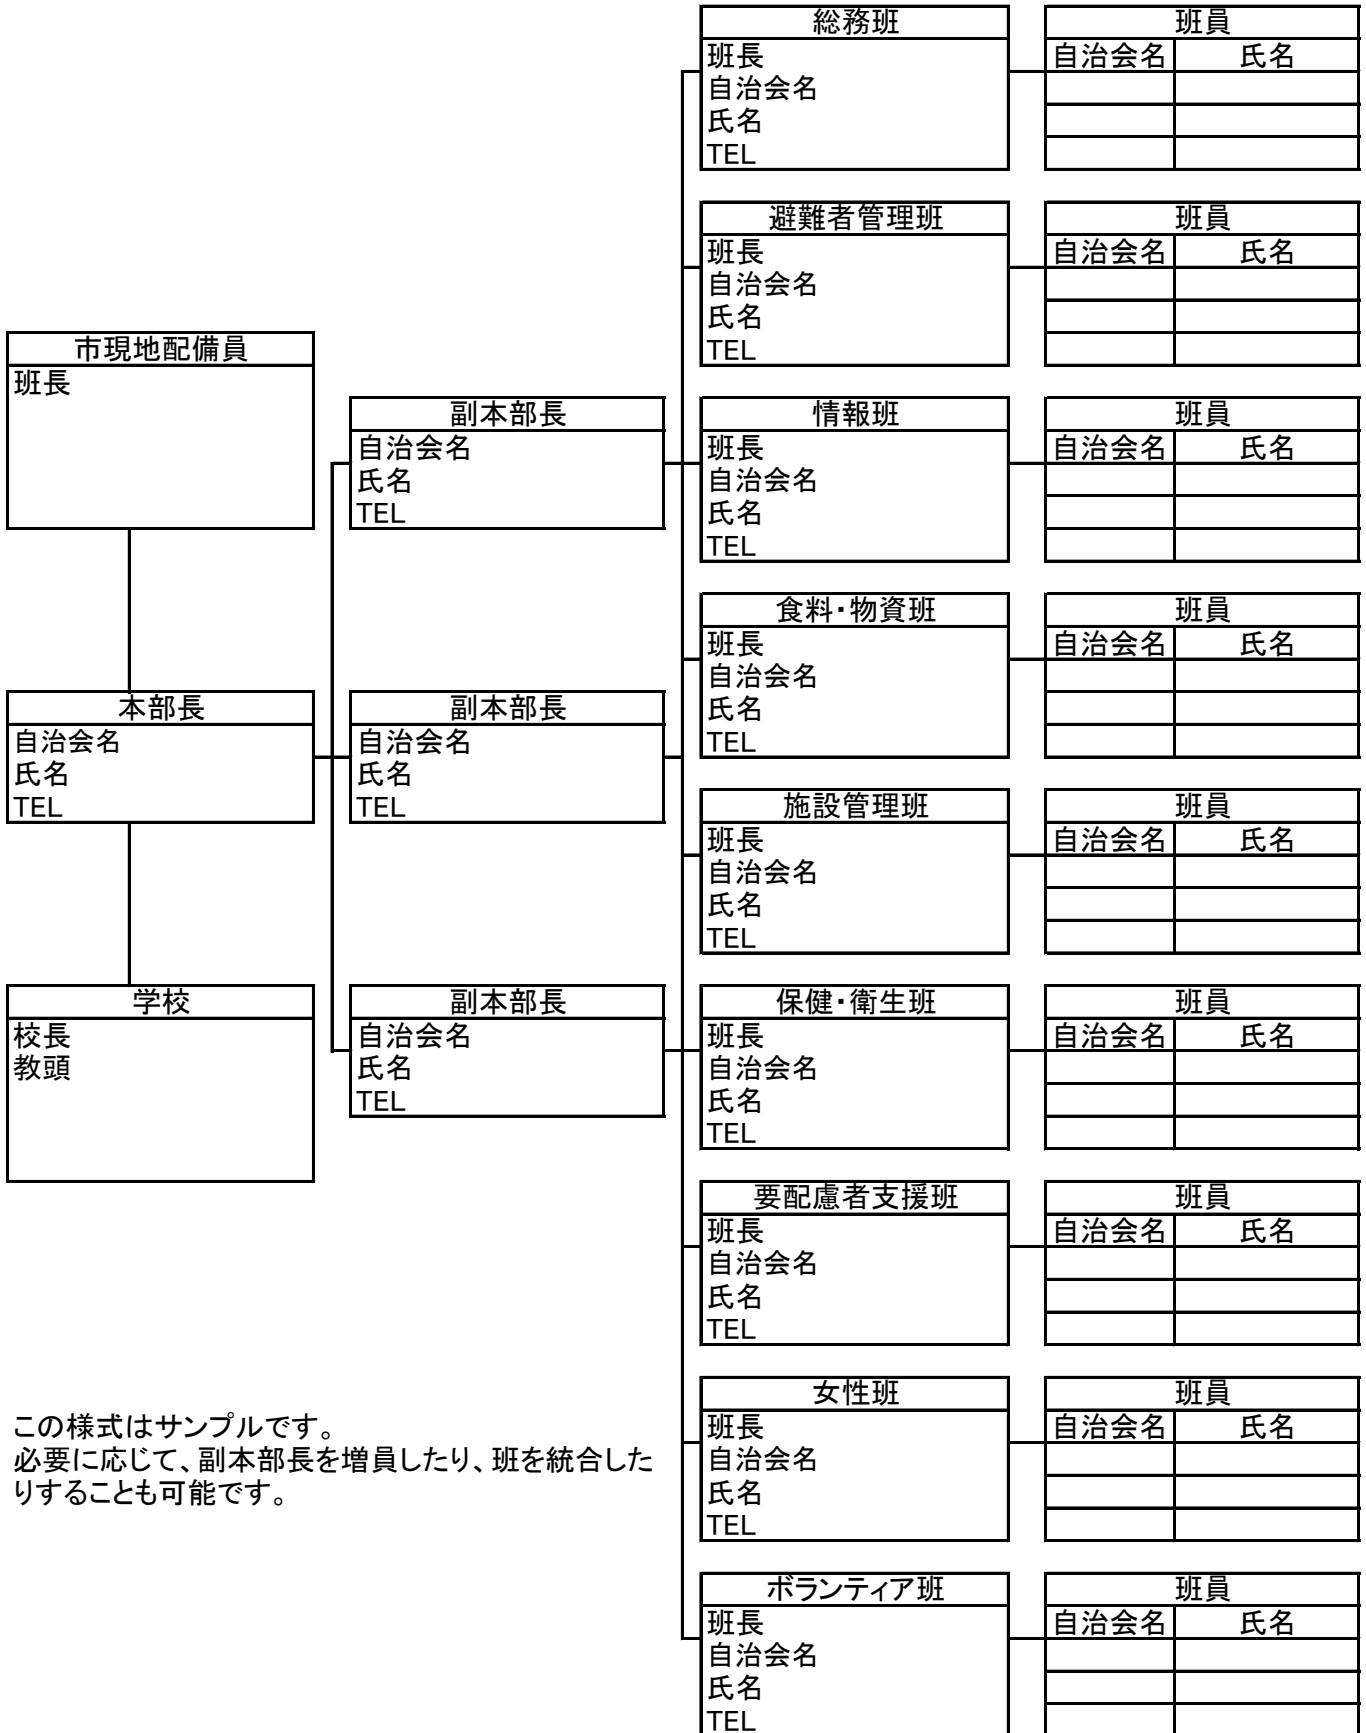 市現地配備員
班長
本部長
自治会名
氏名
TEL
学校
校長
教頭
副本部長
自治会名
氏名
TEL
副本部長
自治会名
氏名
TEL
副本部長
自治会名
氏名
TEL
総務班
班長
自治会名
氏名
TEL
班員
自治会名 氏名
避難者管理班
班長
自治会名
氏名
TEL
班員
自治会名 氏名
情報班
班長
自治会名
氏名
TEL
班員
自治会名 氏名
食料・物資班
班長
自治会名
氏名
TEL
班員
自治会名 氏名
施設管理班
班長
自治会名
氏名
TEL
班員
自治会名 氏名
保健・衛生班
班長
自治会名
氏名
TEL
班員
自治会名 氏名
要配慮者支援班
班長
自治会名
氏名
TEL
班員
自治会名 氏名
女性班
班長
自治会名
氏名
TEL
班員
自治会名 氏名
ボランティア班
班長
自治会名
氏名
TEL
班員
自治会名 氏名
この様式はサンプルです。
必要に応じて、副本部長を増員したり、班を統合した
りすることも可能です。